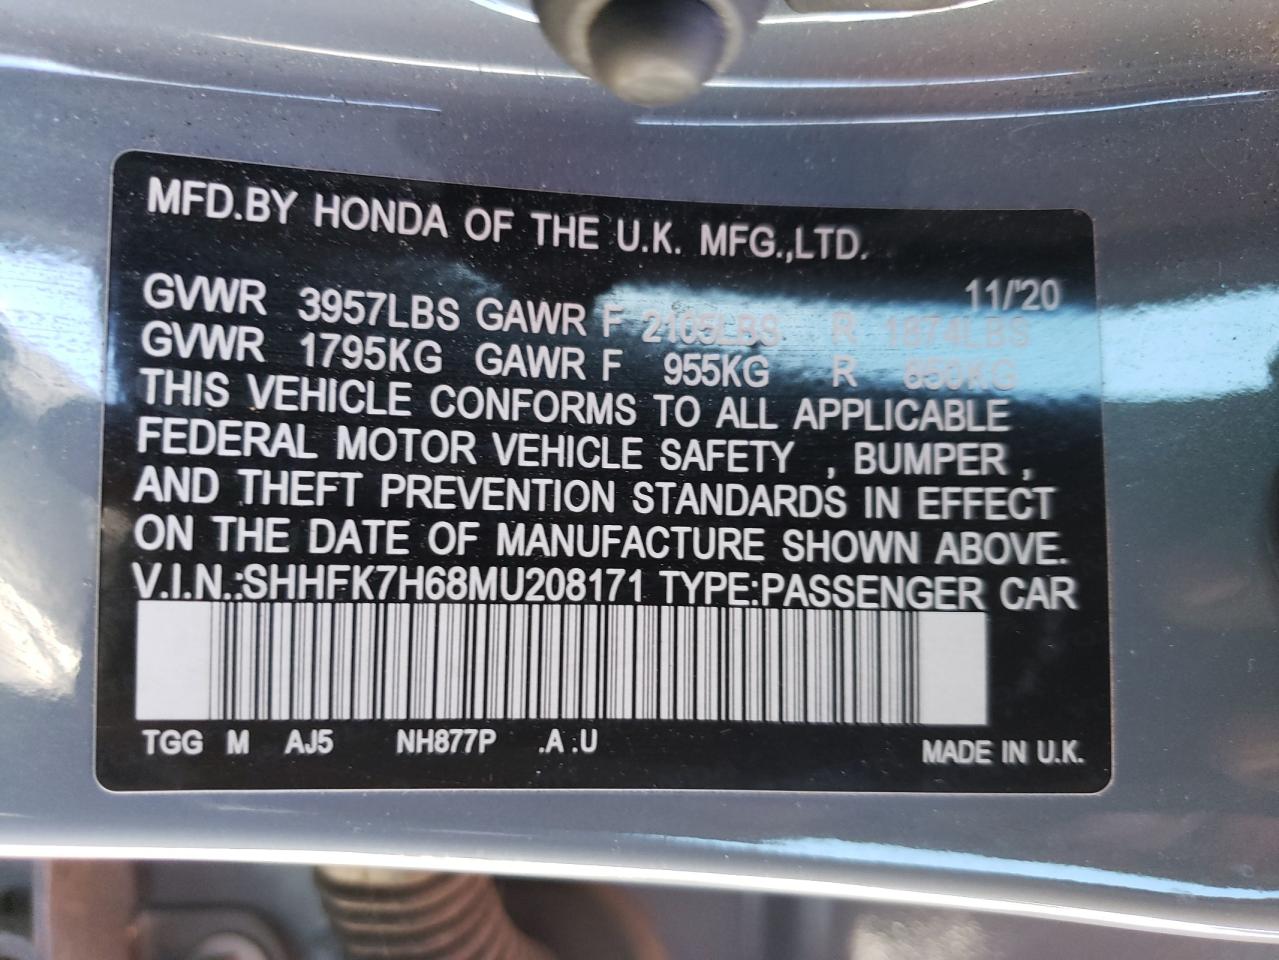 MFD.BY HONDA OF THE U.K. MFG.,LTD.
11/'20
GVWR 3957LBS GAWR F 2105LBS R 1874LBS
GVWR 1795KG GAWR F 955KG R 850KG
THIS VEHICLE CONFORMS TO ALL APPLICABLE
FEDERAL MOTOR VEHICLE SAFETY , BUMPER ,
AND THEFT PREVENTION STANDARDS IN EFFECT
ON THE DATE OF MANUFACTURE SHOWN ABOVE.
V.I.N.:SHHFK7H68MU208171 TYPE:PASSENGER CAR
TGG M AJ5 NH877P .A :U MADE IN U.K.